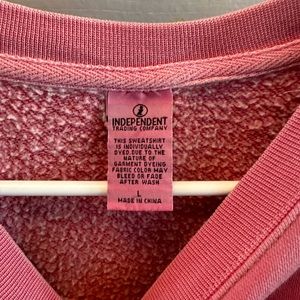 INDEPENDENT
TRADING COMPANY
THIS SWEATSHIRT
IS INDIVIDUALLY
DYED.DUE TO THE
NATURE OF
GARMENT DYEING
FABRIC COLOR MAY
BLEED OR FADE
AFTER WASH
L
MADE IN CHINA